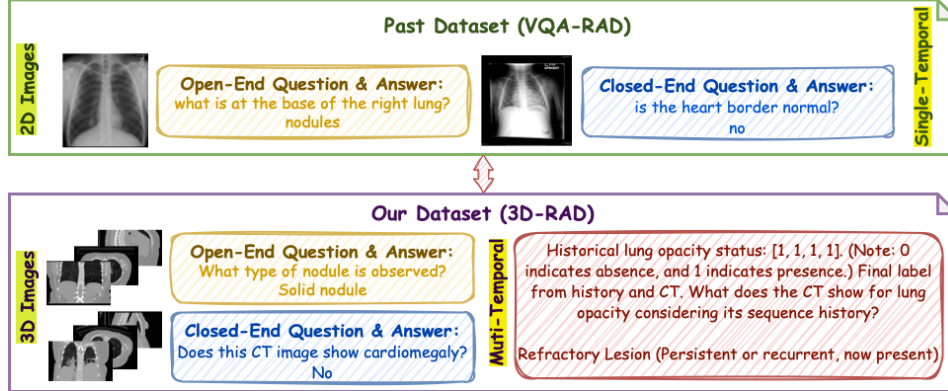 Past Dataset (VQA-RAD)
2D Images
Open-End Question & Answer:
what is at the base of the right lung?
nodules
Closed-End Question & Answer:
is the heart border normal?
no
Single-Temporal
Our Dataset (3D-RAD)
3D Images
Open-End Question & Answer:
What type of nodule is observed?
Solid nodule
Closed-End Question & Answer:
Does this CT image show cardiomegaly?
No
Muti-Temporal
Historical lung opacity status: [1, 1, 1, 1]. (Note: 0
indicates absence, and 1 indicates presence.) Final label
from history and CT. What does the CT show for lung
opacity considering its sequence history?
Refractory Lesion (Persistent or recurrent, now present)